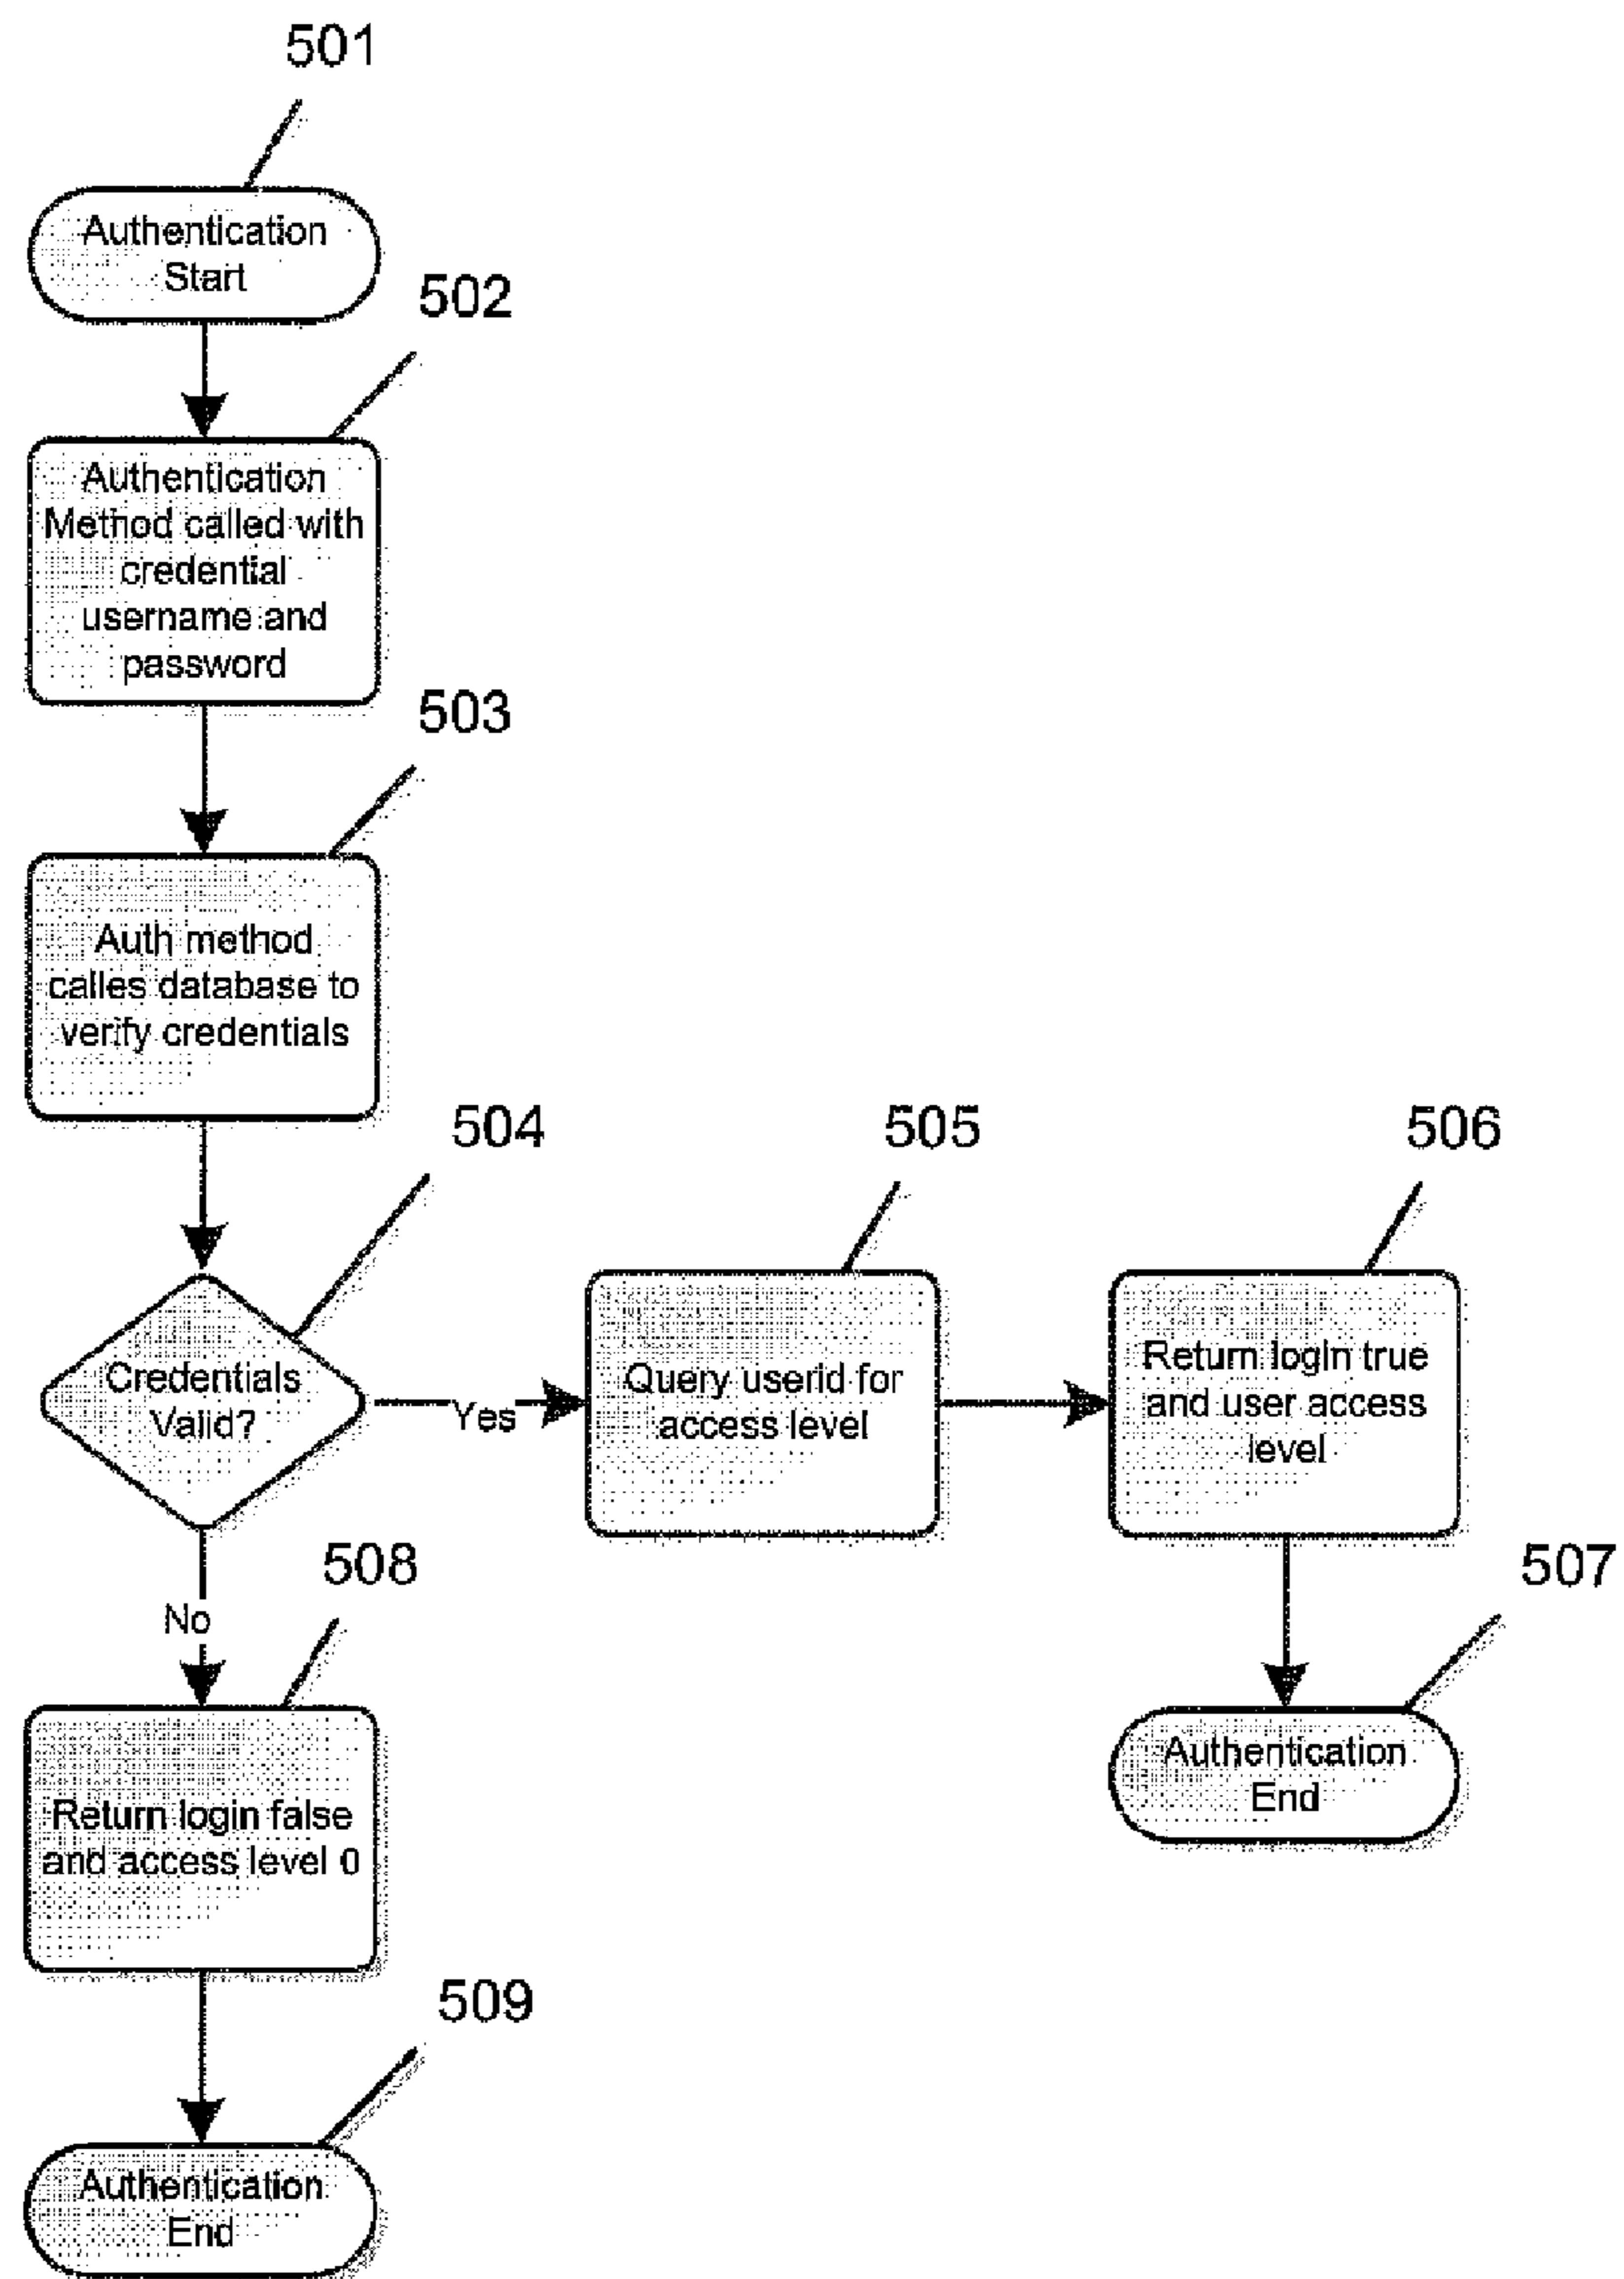 501
Authentication
Start
502
Authentication
Method called with
credential
username and
password
503
Auth method
calles database to
verify credentials
504
Credentials
Valid?
Yes
505
Query userid for
access level
506
Return login true
and user access
level
507
Authentication
End
No
508
Return login false
and access level 0
509
Authentication
End